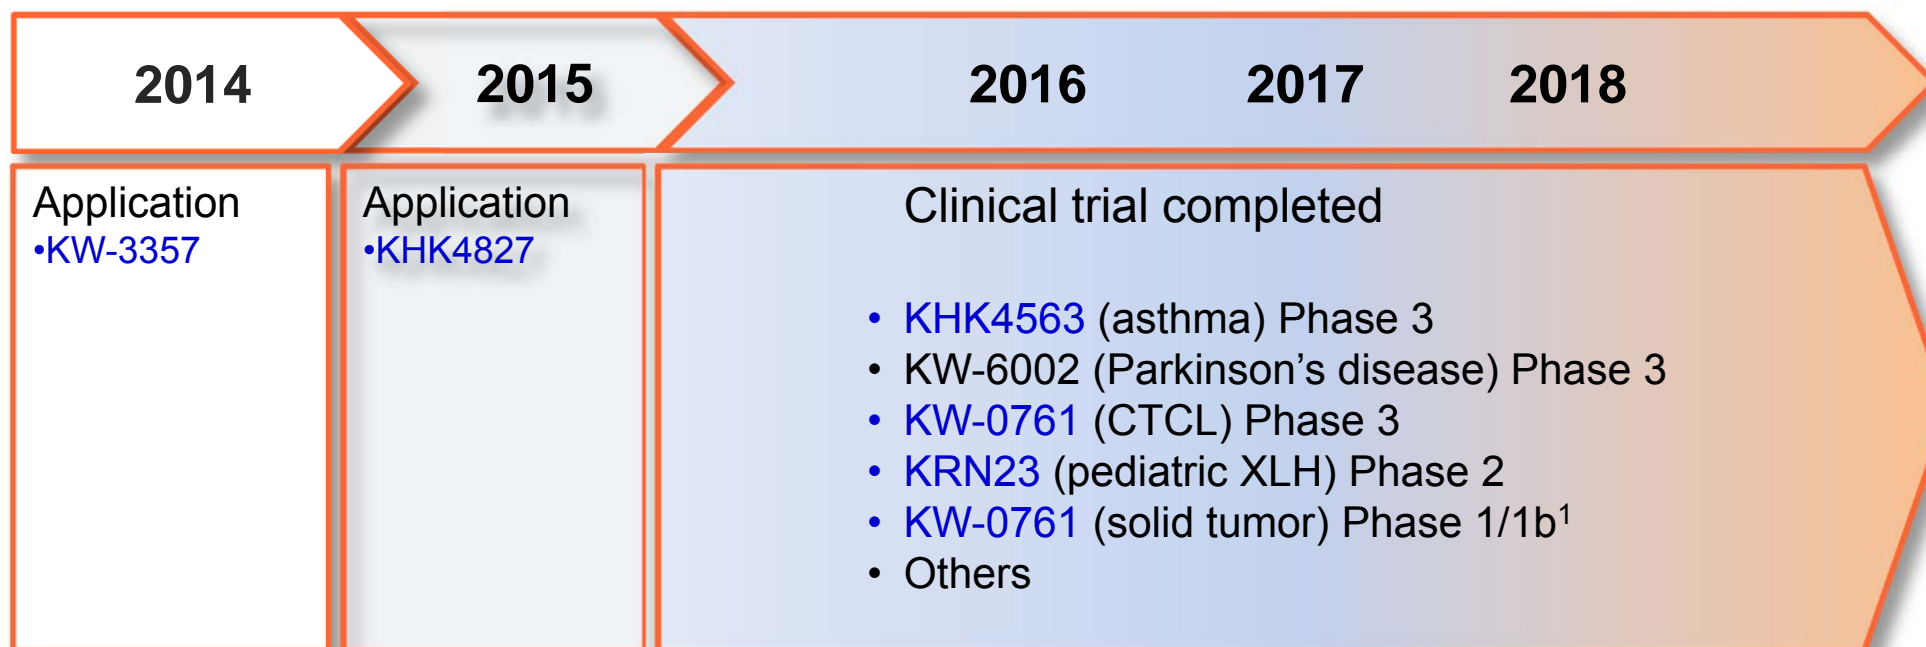 2014
2015
2016
2017
2018
Application
•KW-3357
Application
•KHK4827
Clinical trial completed
• KHK4563 (asthma) Phase 3
• KW-6002 (Parkinson’s disease) Phase 3
• KW-0761 (CTCL) Phase 3
• KRN23 (pediatric XLH) Phase 2
• KW-0761 (solid tumor) Phase 1/1b¹
• Others